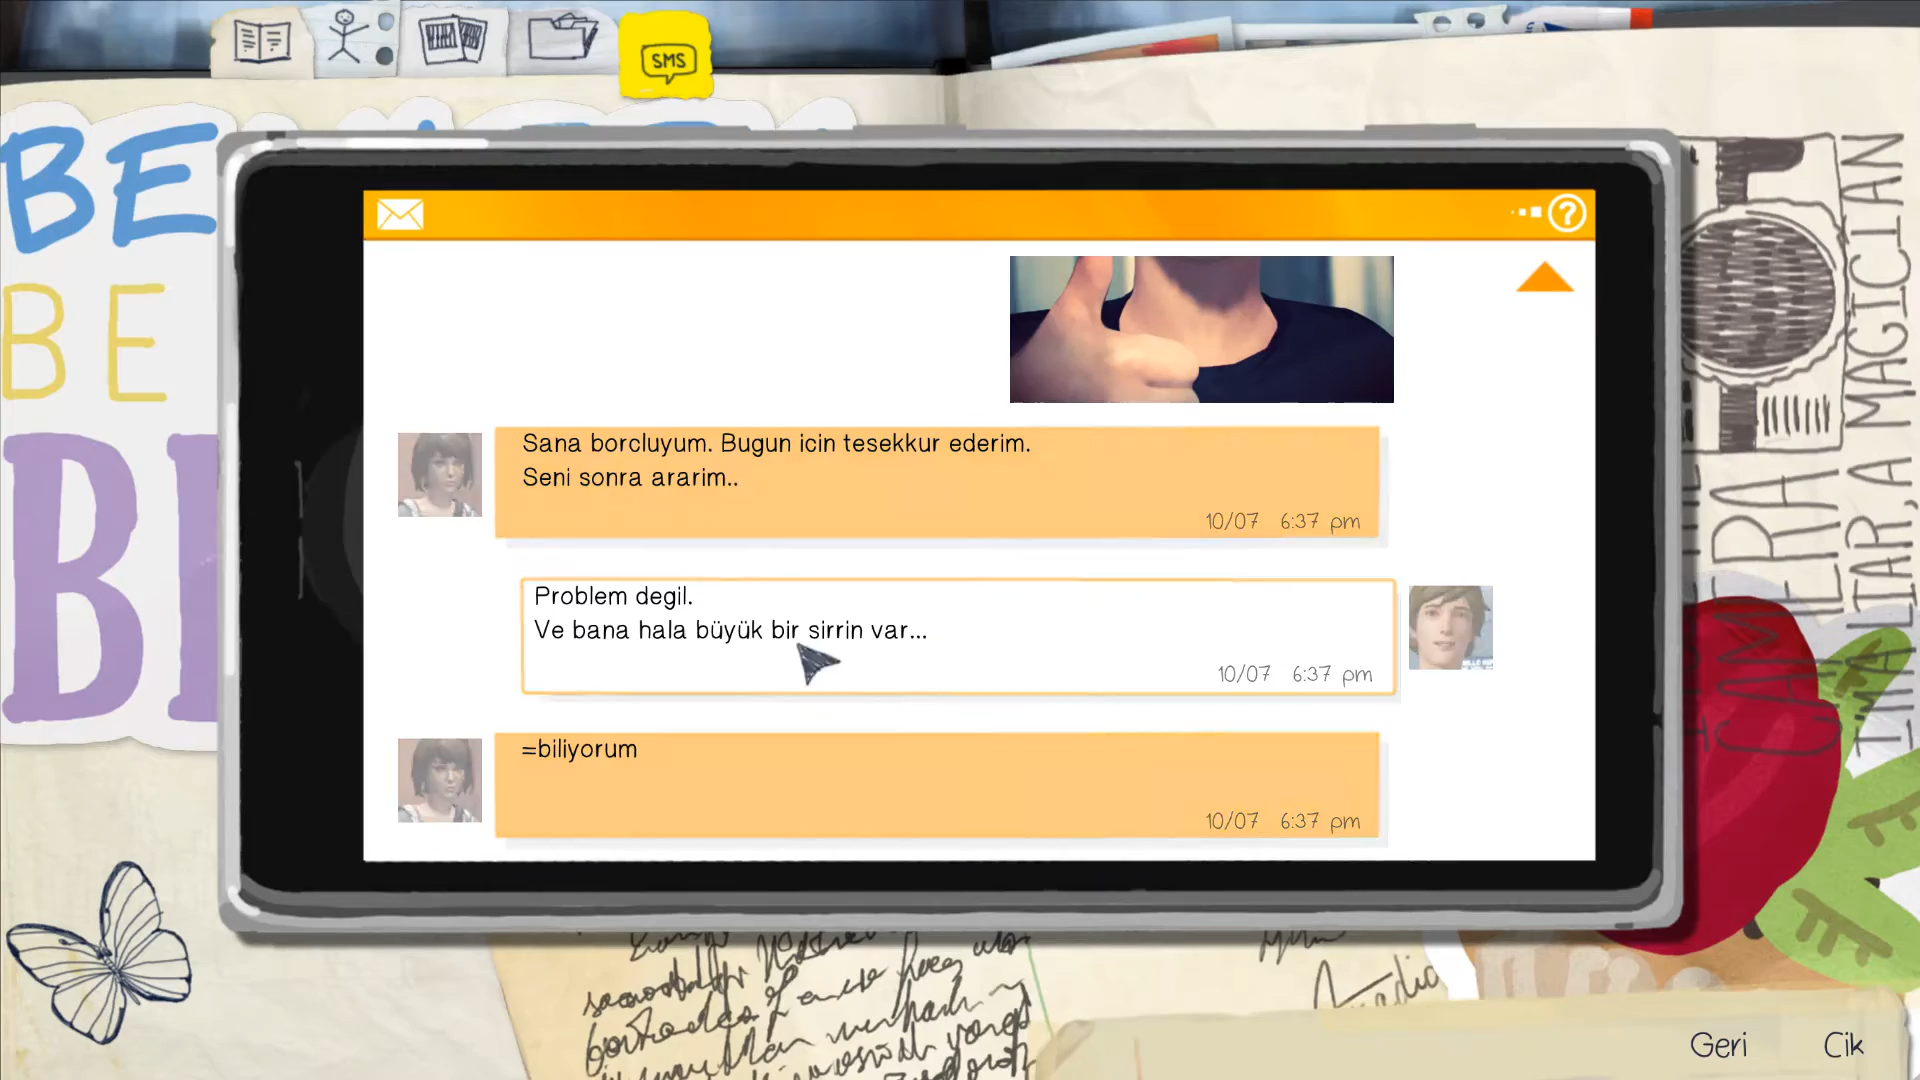 SMS
BE
BE
Sana borcluyum. Bugun icin tesekkur ederim.
Seni sonra ararim..
10/07 6:37 pm
Problem degil.
Ve bana hala büyük bir sirrin var...
10/07 6:37 pm
=biliyorum
10/07 6:37 pm
CAMERA
I'M A LIAR, A MAGICIAN
Geri
Cik